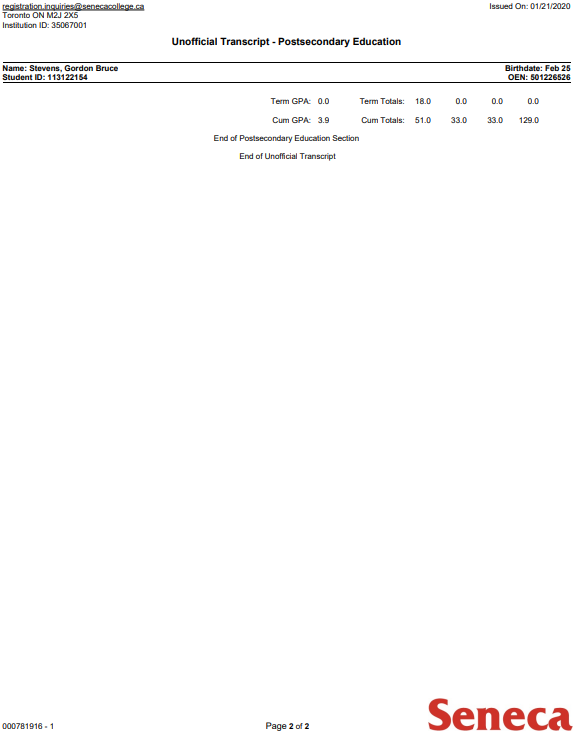 registration.inquiries@senecacollege.ca Issued On: 01/21/2020
Toronto ON M2J 2X5
Institution ID: 35067001
Unofficial Transcript - Postsecondary Education
Name: Stevens, Gordon Bruce Birthdate: Feb 25
Student ID: 113122154 OEN: 501226526
Term GPA: 0.0 Term Totals: 18.0 0.0 0.0 0.0
Cum GPA: 3.9 Cum Totals: 51.0 33.0 33.0 129.0
End of Postsecondary Education Section
End of Unofficial Transcript
000781916 - 1 Page 2 of 2 Seneca